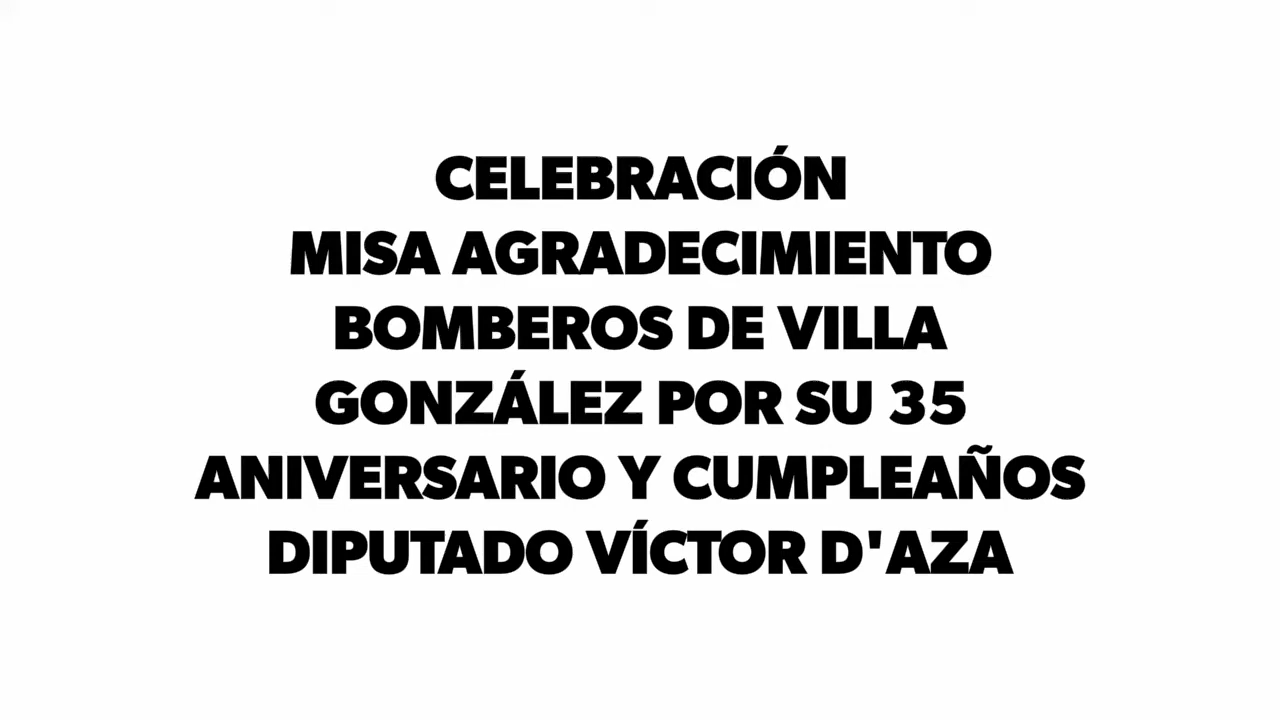 CELEBRACIÓN
MISA AGRADECIMIENTO
BOMBEROS DE VILLA
GONZÁLEZ POR SU 35
ANIVERSARIO Y CUMPLEAÑOS
DIPUTADO VÍCTOR D'AZA